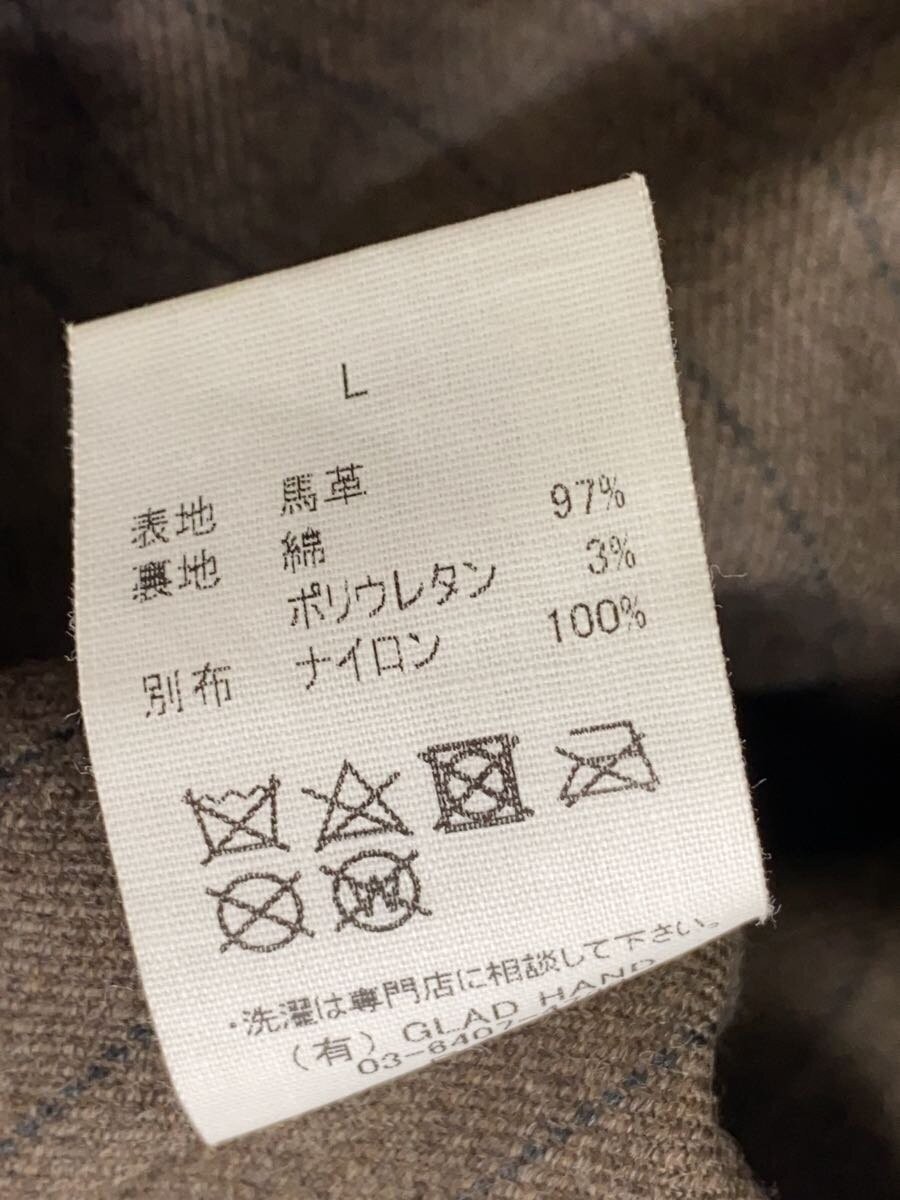 L
表地 馬革
裏地 綿 97%
ポリウレタン 3%
別布 ナイロン 100%
・洗濯は専門店に相談して下さい。
(有) GLAD HAND
03-6407